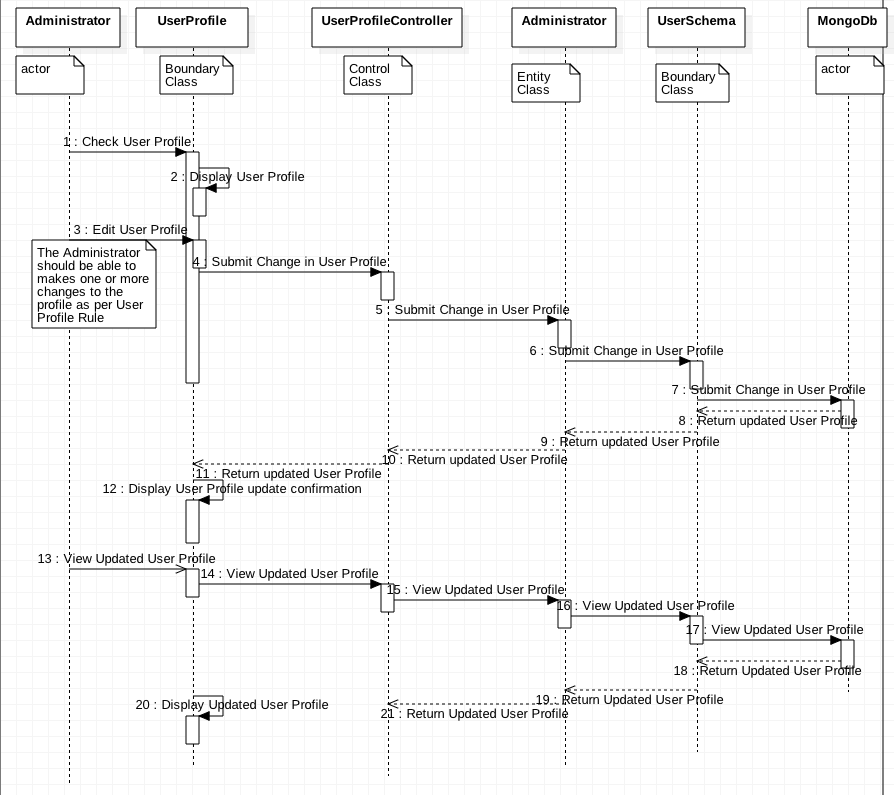 Administrator
UserProfile
UserProfileController
Administrator
UserSchema
MongoDb
actor
Boundary
Class
Control
Class
Entity
Class
Boundary
Class
actor
1 : Check User Profile
2 : Display User Profile
3 : Edit User Profile
The Administrator
should be able to
makes one or more
changes to the
profile as per User
Profile Rule
4 : Submit Change in User Profile
5 : Submit Change in User Profile
6 : Submit Change in User Profile
7 : Submit Change in User Profile
8 : Return updated User Profile
9 : Return updated User Profile
10 : Return updated User Profile
11 : Return updated User Profile
12 : Display User Profile update confirmation
13 : View Updated User Profile
14 : View Updated User Profile
15 : View Updated User Profile
16 : View Updated User Profile
17 : View Updated User Profile
18 : Return Updated User Profile
19 : Return Updated User Profile
20 : Display Updated User Profile
21 : Return Updated User Profile